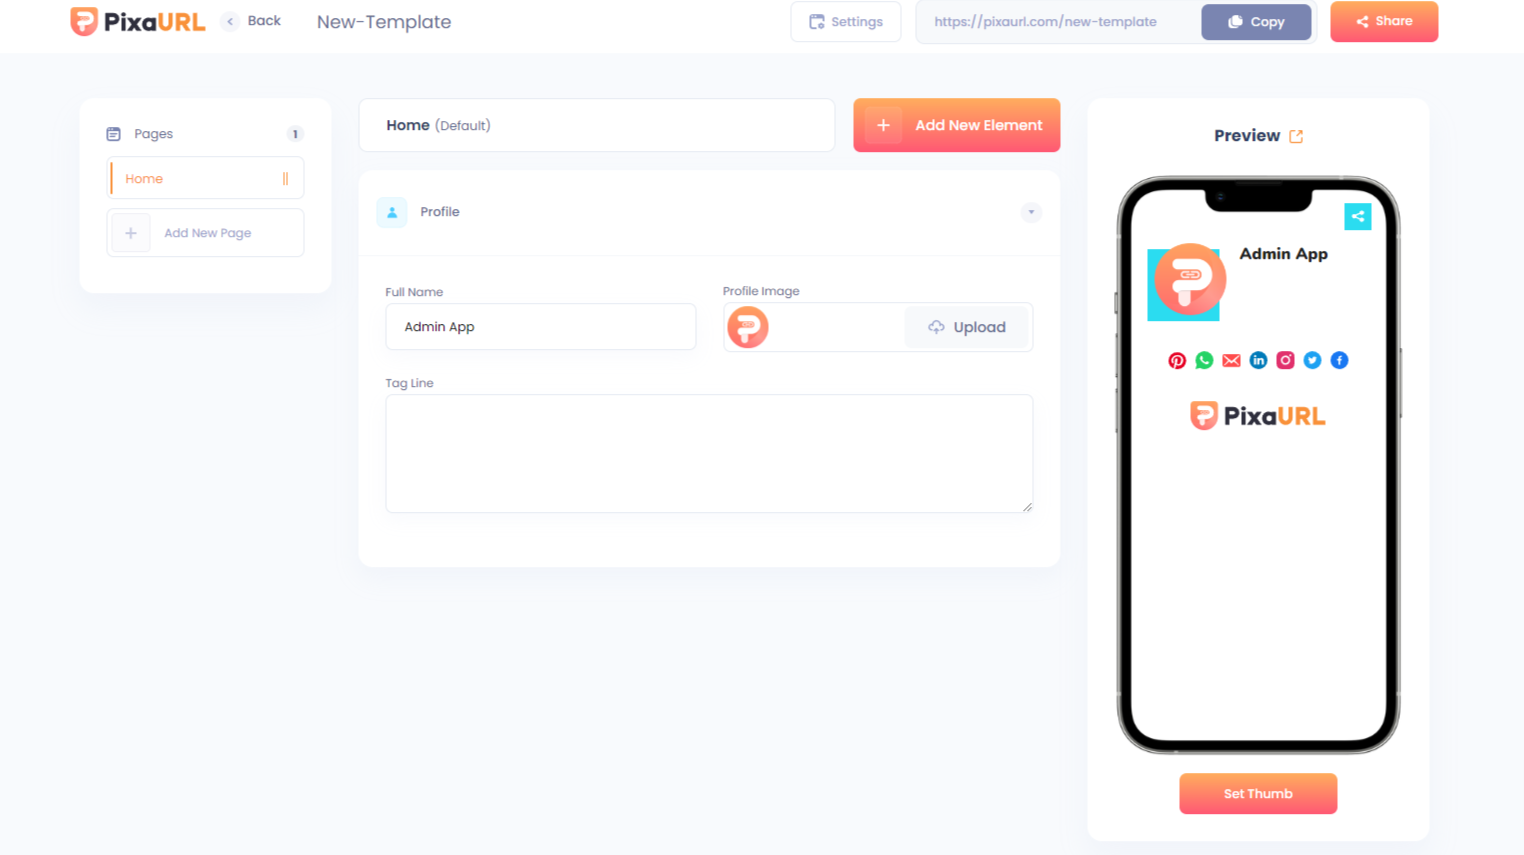 PixaURL
Back
New-Template
Settings
https://pixaurl.com/new-template
Copy
Share
Pages
1
Home
Add New Page
Home (Default)
Add New Element
Profile
Full Name
Admin App
Profile Image
Upload
Tag Line
Preview
Admin App
PixaURL
Set Thumb